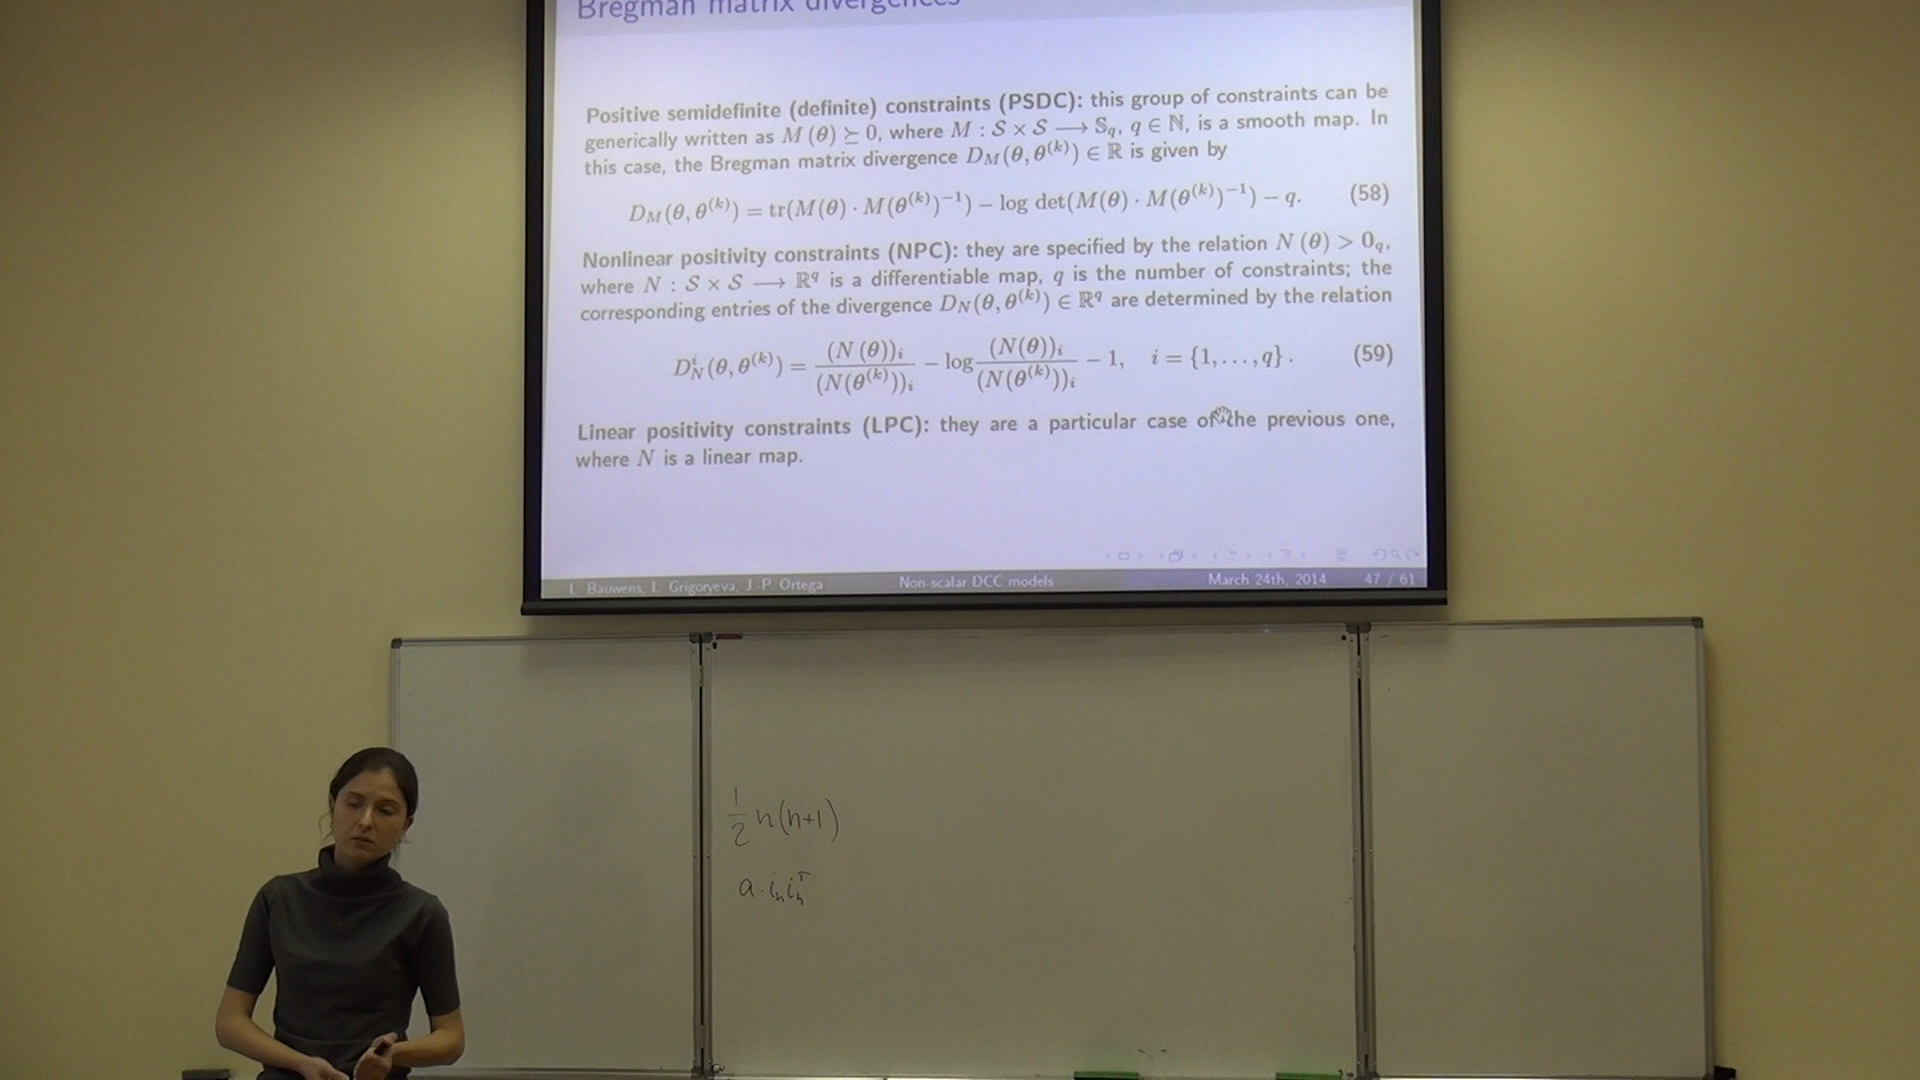 Bregman matrix divergences
Positive semidefinite (definite) constraints (PSDC): this group of constraints can be
generically written as M (θ) ⪰ 0, where M : S × S ⟶ 𝕊q, q ∈ ℕ, is a smooth map. In
this case, the Bregman matrix divergence D_M(θ, θ^(k)) ∈ ℝ is given by
D_M(θ, θ^(k)) = tr(M(θ) · M(θ^(k))^−1) − log det(M(θ) · M(θ^(k))^−1) − q. (58)
Nonlinear positivity constraints (NPC): they are specified by the relation N (θ) > 0_q,
where N : S × S ⟶ ℝ^q is a differentiable map, q is the number of constraints; the
corresponding entries of the divergence D_N(θ, θ^(k)) ∈ ℝ^q are determined by the relation
D^i_N(θ, θ^(k)) = (N (θ))_i / (N(θ^(k)))_i − log (N(θ))_i / (N(θ^(k)))_i − 1, i = {1, . . . , q} . (59)
Linear positivity constraints (LPC): they are a particular case of the previous one,
where N is a linear map.
L. Bauwens, L. Grigoryeva, J.-P. Ortega Non-scalar DCC models March 24th, 2014 47 / 61
1/2 n(n+1)
a · i_n i_n^T